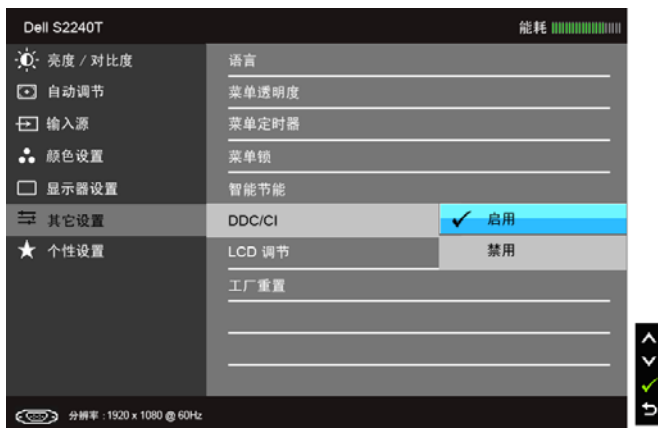 Dell S2240T
能耗
亮度 / 对比度
自动调节
输入源
颜色设置
显示器设置
其它设置
个性设置
语言
菜单透明度
菜单定时器
菜单锁
智能节能
DDC/CI
启用
禁用
LCD 调节
工厂重置
分辨率 : 1920 x 1080 @ 60Hz